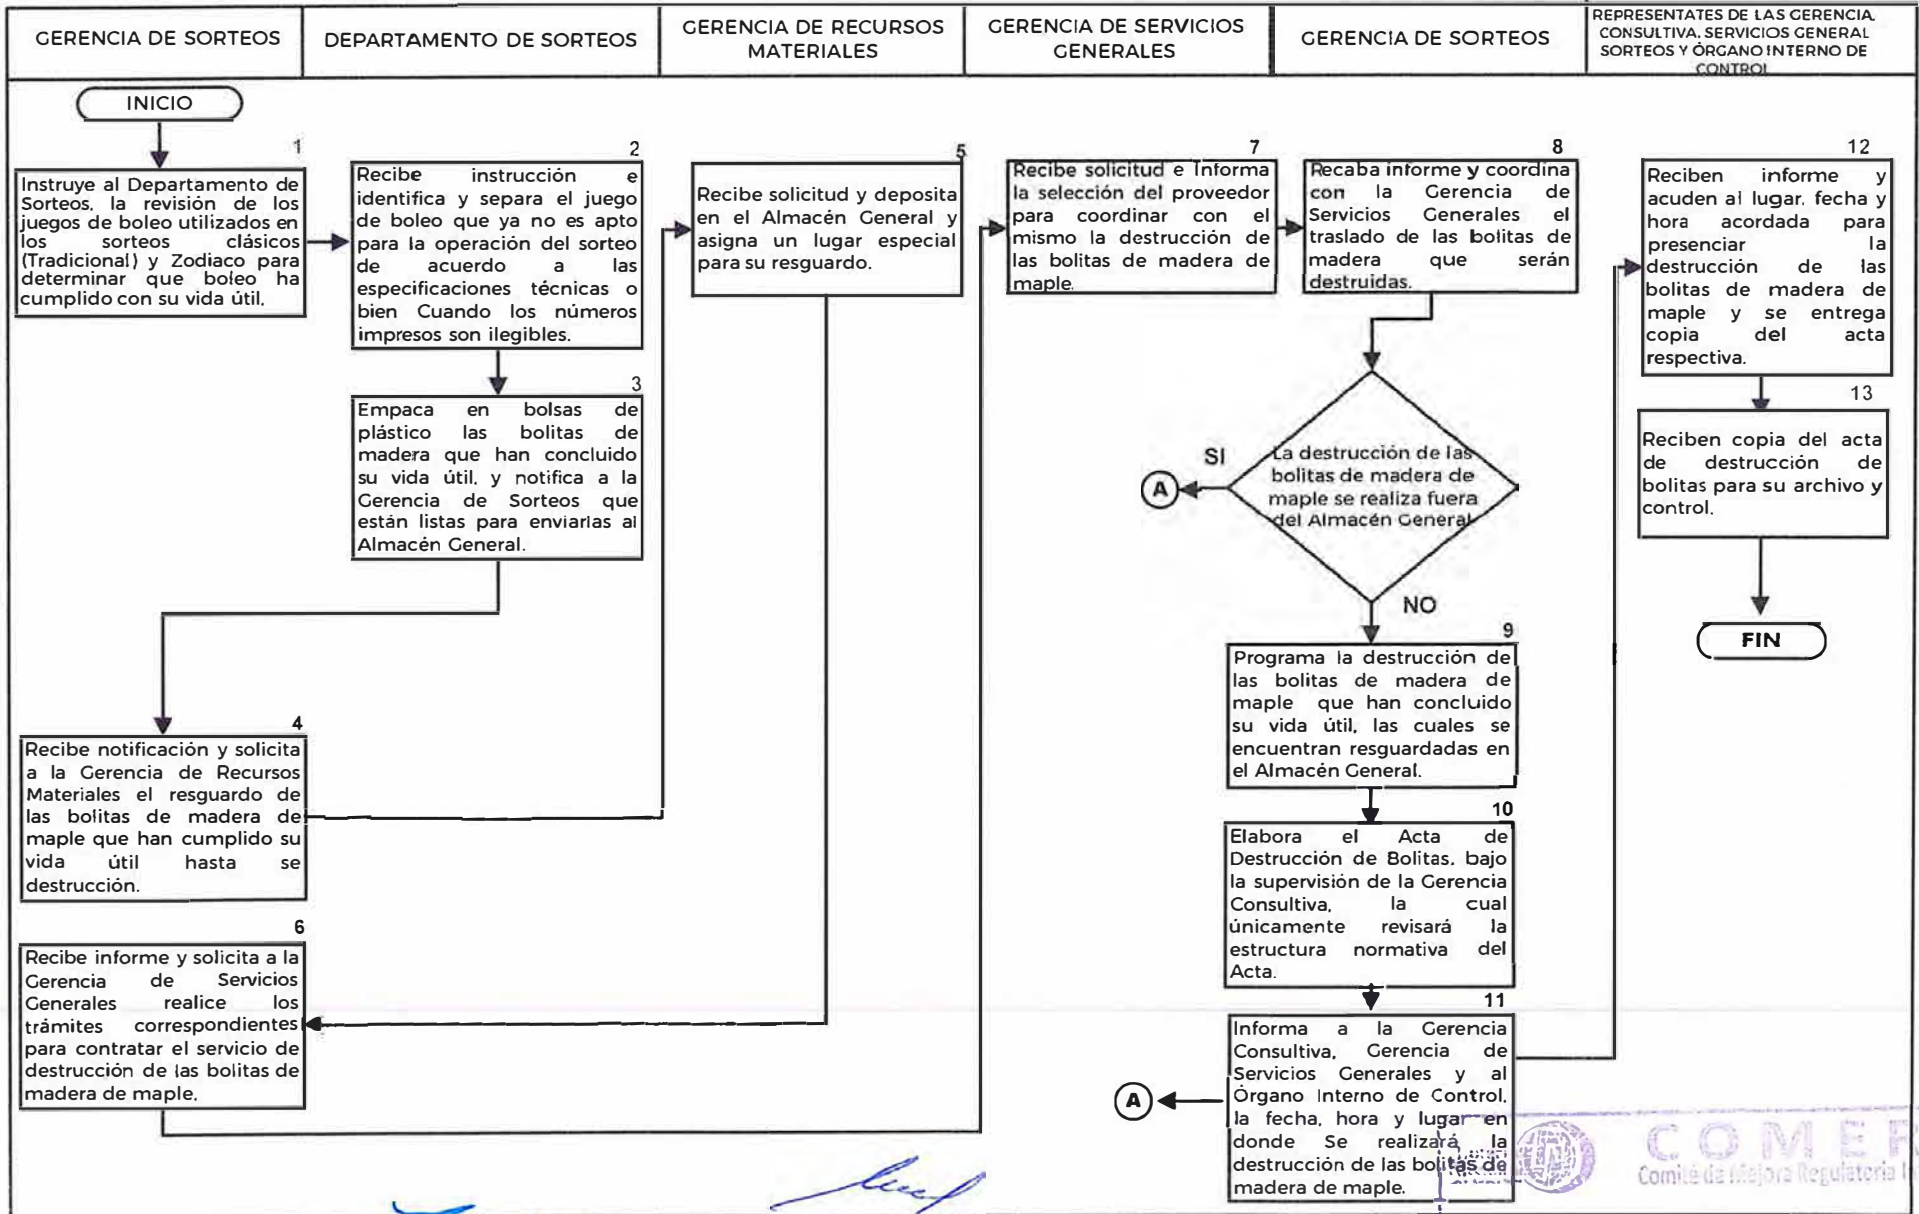 GERENCIA DE SORTEOS
DEPARTAMENTO DE SORTEOS
GERENCIA DE RECURSOS
MATERIALES
GERENCIA DE SERVICIOS
GENERALES
GERENCIA DE SORTEOS
REPRESENTATES DE LAS GERENCIA,
CONSULTIVA, SERVICIOS GENERAL
SORTEOS Y ÓRGANO INTERNO DE
CONTROL
INICIO
1
Instruye al Departamento de
Sorteos, la revisión de los
juegos de boleo utilizados en
los sorteos clásicos
(Tradicional) y Zodiaco para
determinar que boleo ha
cumplido con su vida útil,
2
Recibe instrucción e
identifica y separa el juego
de boleo que ya no es apto
para la operación del sorteo
de acuerdo a las
especificaciones técnicas o
bien Cuando los números
impresos son ilegibles.
3
Empaca en bolsas de
plástico las bolitas de
madera que han concluido
su vida útil, y notifica a la
Gerencia de Sorteos que
están listas para enviarlas al
Almacén General.
4
Recibe notificación y solicita
a la Gerencia de Recursos
Materiales el resguardo de
las bolitas de madera de
maple que han cumplido su
vida útil hasta se
destrucción.
5
Recibe solicitud y deposita
en el Almacén General y
asigna un lugar especial
para su resguardo.
6
Recibe informe y solicita a la
Gerencia de Servicios
Generales realice los
trámites correspondientes
para contratar el servicio de
destrucción de las bolitas de
madera de maple,
7
Recibe solicitud e Informa
la selección del proveedor
para coordinar con el
mismo la destrucción de
las bolitas de madera de
maple.
8
Recaba informe y coordina
con la Gerencia de
Servicios Generales el
traslado de las bolitas de
madera que serán
destruidas.
La destrucción de las
bolitas de madera de
maple se realiza fuera
del Almacén General
SI
A
NO
9
Programa la destrucción de
las bolitas de madera de
maple que han concluido
su vida útil, las cuales se
encuentran resguardadas en
el Almacén General.
10
Elabora el Acta de
Destrucción de Bolitas, bajo
la supervisión de la Gerencia
Consultiva, la cual
únicamente revisará la
estructura normativa del
Acta.
11
Informa a la Gerencia
Consultiva, Gerencia de
Servicios Generales y al
Órgano Interno de Control,
la fecha, hora y lugar en
donde Se realizará la
destrucción de las bolitas de
madera de maple.
A
12
Reciben informe y
acuden al lugar, fecha y
hora acordada para
presenciar la
destrucción de las
bolitas de madera de
maple y se entrega
copia del acta
respectiva.
13
Reciben copia del acta
de destrucción de
bolitas para su archivo y
control.
FIN
COMER
Comité de Mejora Regulatoria